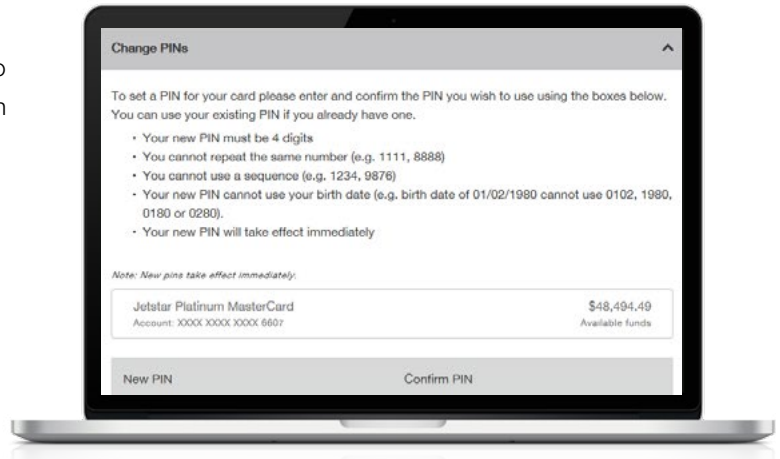 Change PINs
To set a PIN for your card please enter and confirm the PIN you wish to use using the boxes below.
You can use your existing PIN if you already have one.
• Your new PIN must be 4 digits
• You cannot repeat the same number (e.g. 1111, 8888)
• You cannot use a sequence (e.g. 1234, 9876)
• Your new PIN cannot use your birth date (e.g. birth date of 01/02/1980 cannot use 0102, 1980,
0180 or 0280).
• Your new PIN will take effect immediately
Note: New pins take effect immediately.
Jetstar Platinum MasterCard $48,494.49
Account: XXXX XXXX XXXX 6607 Available funds
New PIN Confirm PIN